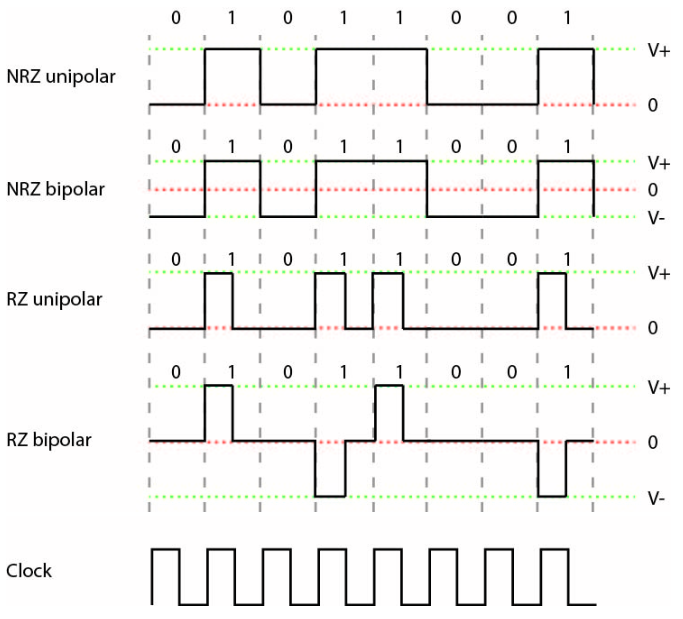 0 1 0 1 1 0 0 1
V+
NRZ unipolar
0
0 1 0 1 1 0 0 1
V+
NRZ bipolar 0
V-
0 1 0 1 1 0 0 1
V+
RZ unipolar
0
0 1 0 1 1 0 0 1
V+
RZ bipolar 0
V-
Clock